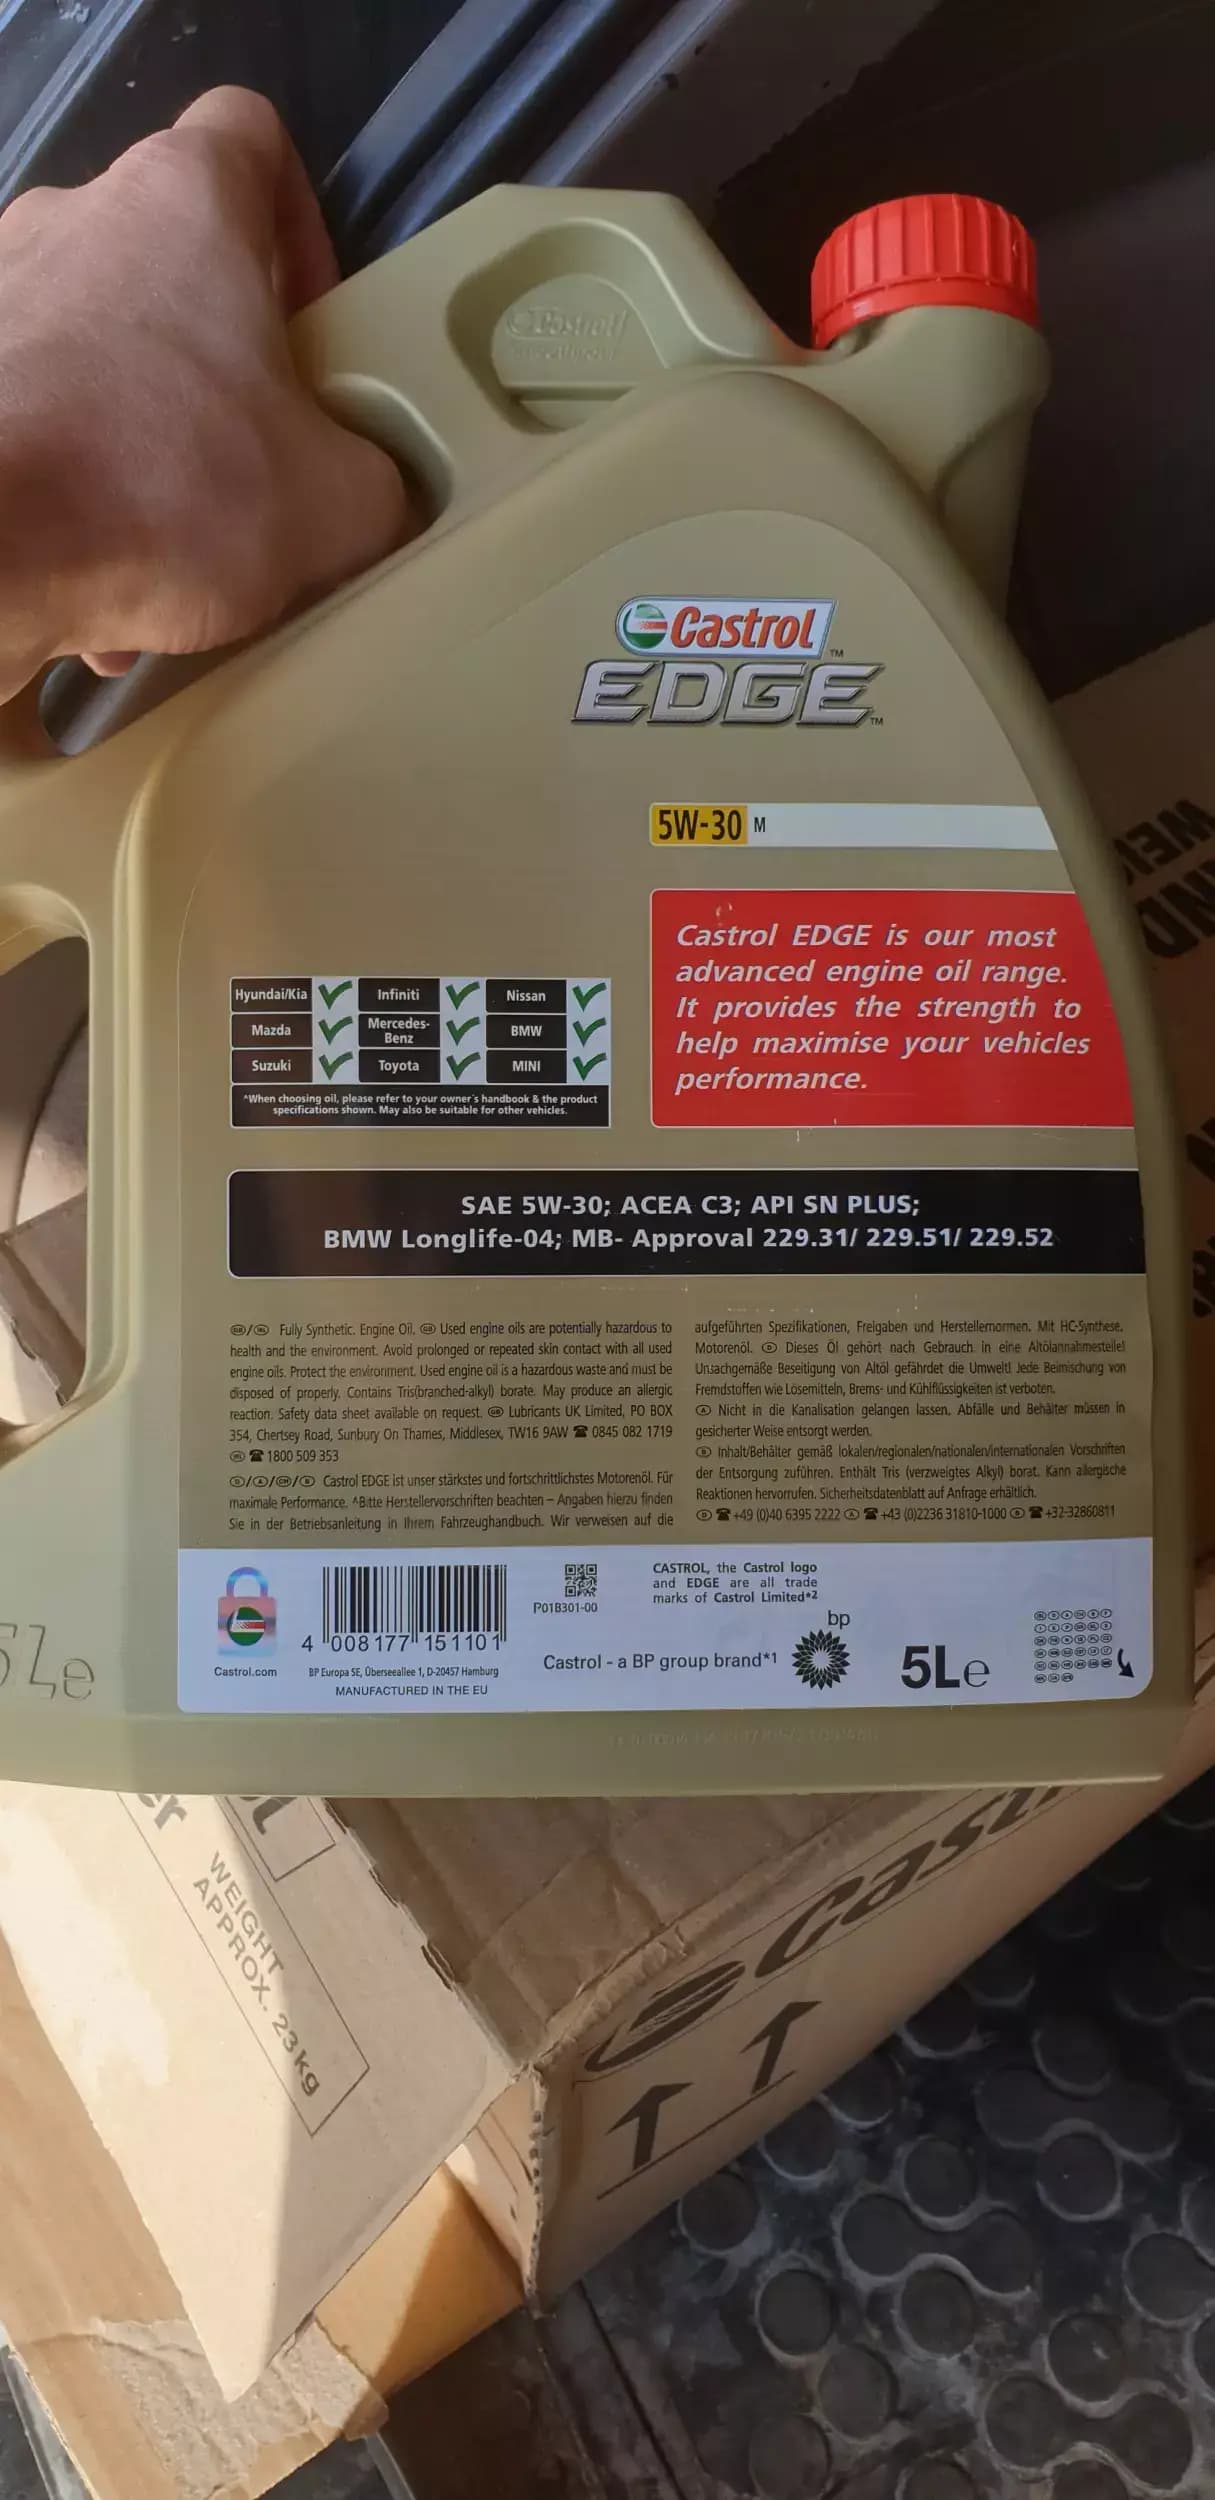 Castrol
Castrol
EDGE
5W-30 M
Castrol EDGE is our most
advanced engine oil range.
It provides the strength to
help maximise your vehicles
performance.
Hyundai/Kia Infiniti Nissan
Mazda Mercedes-Benz BMW
Suzuki Toyota MINI
^When choosing oil, please refer to your owner's handbook & the product
specifications shown. May also be suitable for other vehicles.
SAE 5W-30; ACEA C3; API SN PLUS;
BMW Longlife-04; MB- Approval 229.31/ 229.51/ 229.52
GB/IRL Fully Synthetic. Engine Oil. GB Used engine oils are potentially hazardous to
health and the environment. Avoid prolonged or repeated skin contact with all used
engine oils. Protect the environment. Used engine oil is a hazardous waste and must be
disposed of properly. Contains Tris(branched-alkyl) borate. May produce an allergic
reaction. Safety data sheet available on request. GB Lubricants UK Limited, PO BOX
354, Chertsey Road, Sunbury On Thames, Middlesex, TW16 9AW ☎ 0845 082 1719
IRL ☎ 1800 509 353
D/A/CH/B Castrol EDGE ist unser stärkstes und fortschrittlichstes Motorenöl. Für
maximale Performance. ^Bitte Herstellervorschriften beachten – Angaben hierzu finden
Sie in der Betriebsanleitung in Ihrem Fahrzeughandbuch. Wir verweisen auf die
aufgeführten Spezifikationen, Freigaben und Herstellernormen. Mit HC-Synthese.
Motorenöl. D Dieses Öl gehört nach Gebrauch in eine Altölannahmestelle!
Unsachgemäße Beseitigung von Altöl gefährdet die Umwelt! Jede Beimischung von
Fremdstoffen wie Lösemitteln, Brems- und Kühlflüssigkeiten ist verboten.
A Nicht in die Kanalisation gelangen lassen. Abfälle und Behälter müssen in
gesicherter Weise entsorgt werden.
B Inhalt/Behälter gemäß lokalen/regionalen/nationalen/internationalen Vorschriften
der Entsorgung zuführen. Enthält Tris (verzweigtes Alkyl) borat. Kann allergische
Reaktionen hervorrufen. Sicherheitsdatenblatt auf Anfrage erhältlich.
D ☎ +49 (0)40 6395 2222 A ☎ +43 (0)2236 31810-1000 B ☎ +32-32860811
Castrol.com
4 008177 151101
BP Europa SE, Überseeallee 1, D-20457 Hamburg
MANUFACTURED IN THE EU
P01B301-00
CASTROL, the Castrol logo
and EDGE are all trade
marks of Castrol Limited*2
Castrol - a BP group brand*1
bp
5Le
5Le
WEIGHT
APPROX. 23kg
Cast